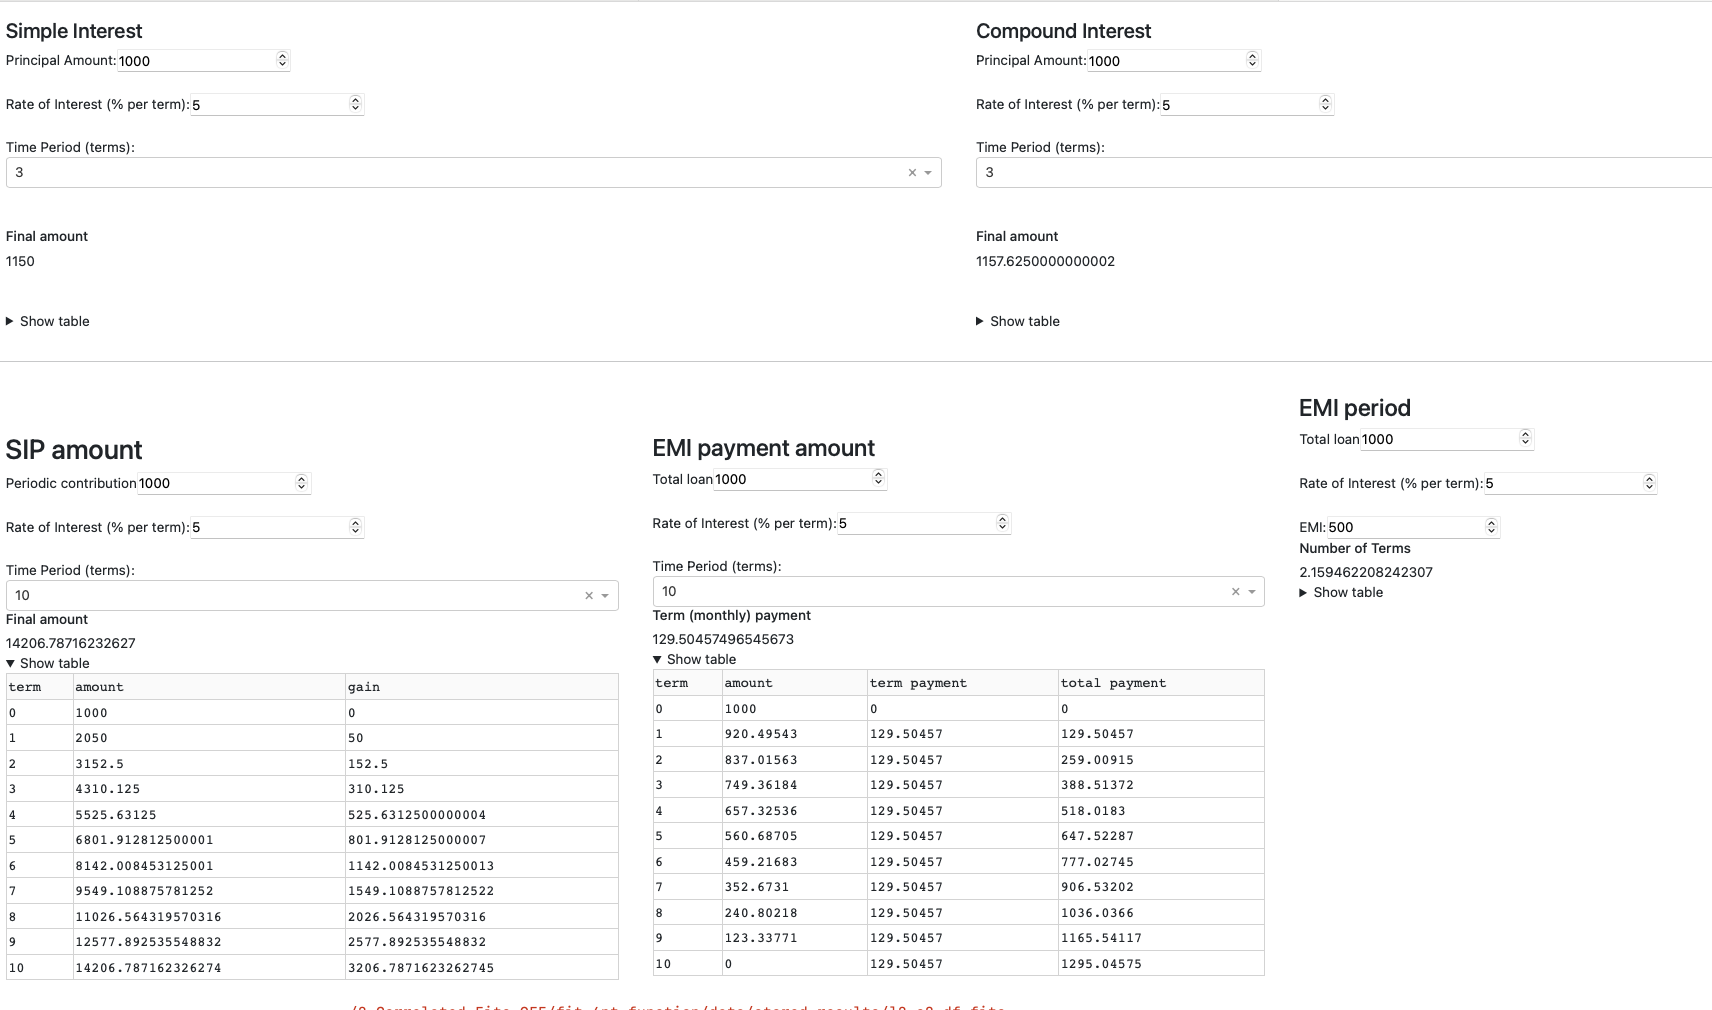 Simple Interest
Principal Amount: 1000
Rate of Interest (% per term): 5
Time Period (terms):
3
Final amount
1150
Show table
Compound Interest
Principal Amount: 1000
Rate of Interest (% per term): 5
Time Period (terms):
3
Final amount
1157.6250000000002
Show table
SIP amount
Periodic contribution 1000
Rate of Interest (% per term): 5
Time Period (terms):
10
Final amount
14206.78716232627
Show table
term amount gain
0 1000 0
1 2050 50
2 3152.5 152.5
3 4310.125 310.125
4 5525.63125 525.6312500000004
5 6801.912812500001 801.9128125000007
6 8142.0084531250001 1142.0084531250013
7 9549.108875781252 1549.1088757812522
8 11026.564319570316 2026.564319570316
9 12577.892535548832 2577.892535548832
10 14206.787162326274 3206.7871623262745
EMI payment amount
Total loan 1000
Rate of Interest (% per term): 5
Time Period (terms):
10
Term (monthly) payment
129.50457496545673
Show table
term amount term payment total payment
0 1000 0 0
1 920.49543 129.50457 129.50457
2 837.01563 129.50457 259.00915
3 749.36184 129.50457 388.51372
4 657.32536 129.50457 518.0183
5 560.68705 129.50457 647.52287
6 459.21683 129.50457 777.02745
7 352.6731 129.50457 906.53202
8 240.80218 129.50457 1036.0366
9 123.33771 129.50457 1165.54117
10 0 129.50457 1295.04575
EMI period
Total loan 1000
Rate of Interest (% per term): 5
EMI: 500
Number of Terms
2.159462208242307
Show table